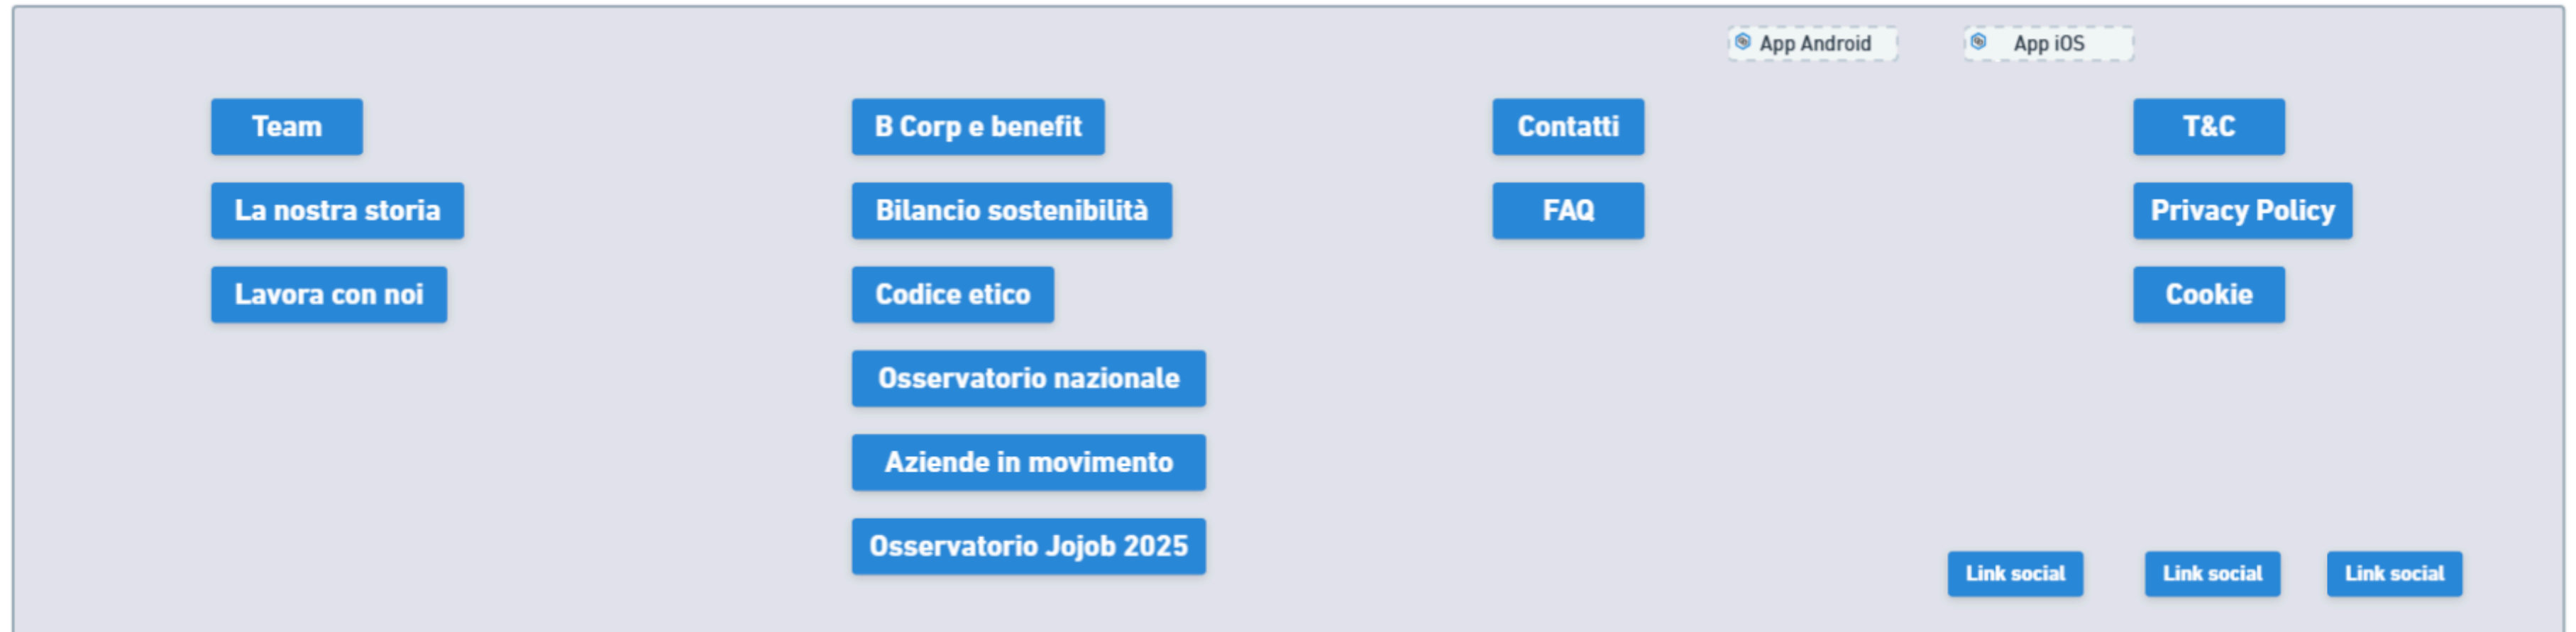 App Android
App iOS
Team
La nostra storia
Lavora con noi
B Corp e benefit
Bilancio sostenibilità
Codice etico
Osservatorio nazionale
Aziende in movimento
Osservatorio Jojob 2025
Contatti
FAQ
T&C
Privacy Policy
Cookie
Link social
Link social
Link social